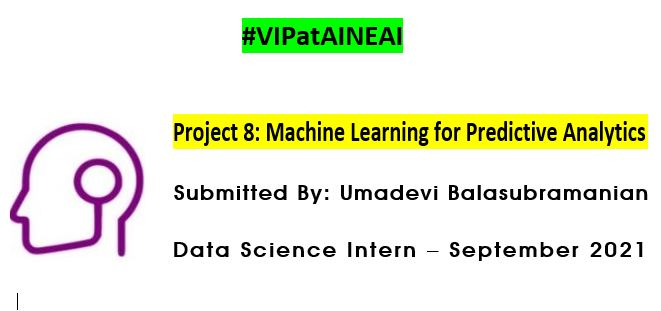 #VIPatAINEAI
Project 8: Machine Learning for Predictive Analytics
Submitted By: Umadevi Balasubramanian
Data Science Intern – September 2021